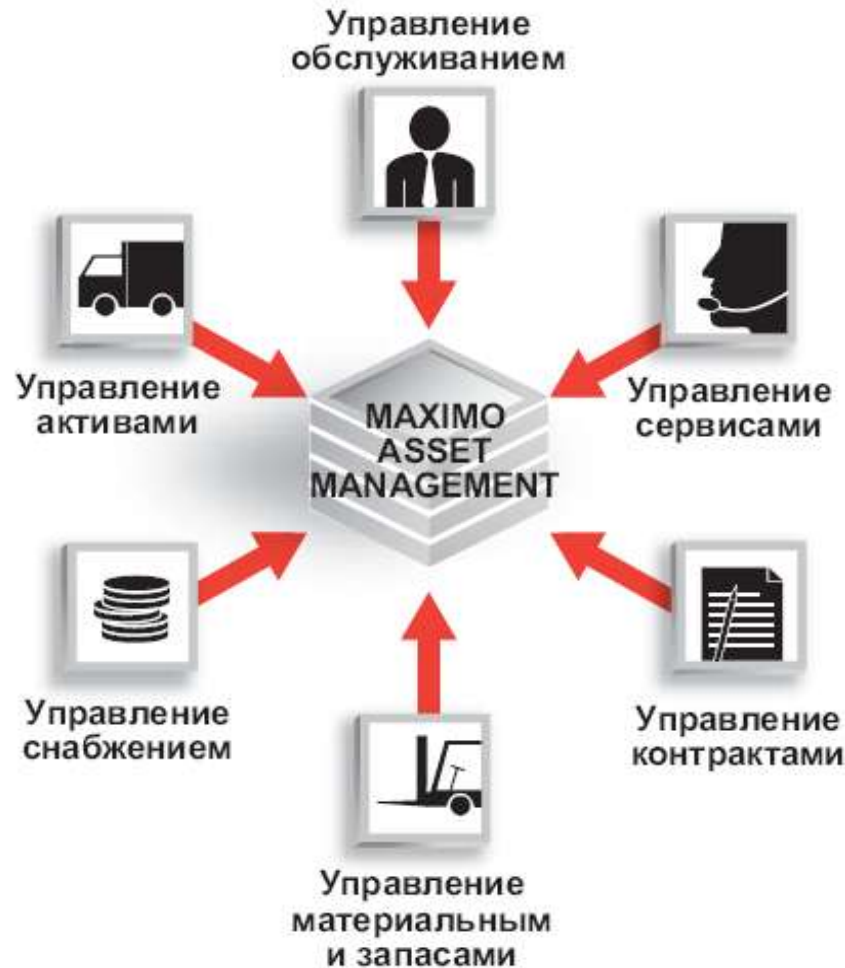 Управление
обслуживанием
Управление
активами
Управление
сервисами
MAXIMO
ASSET
MANAGEMENT
Управление
снабжением
Управление
контрактами
Управление
материальным
и запасами